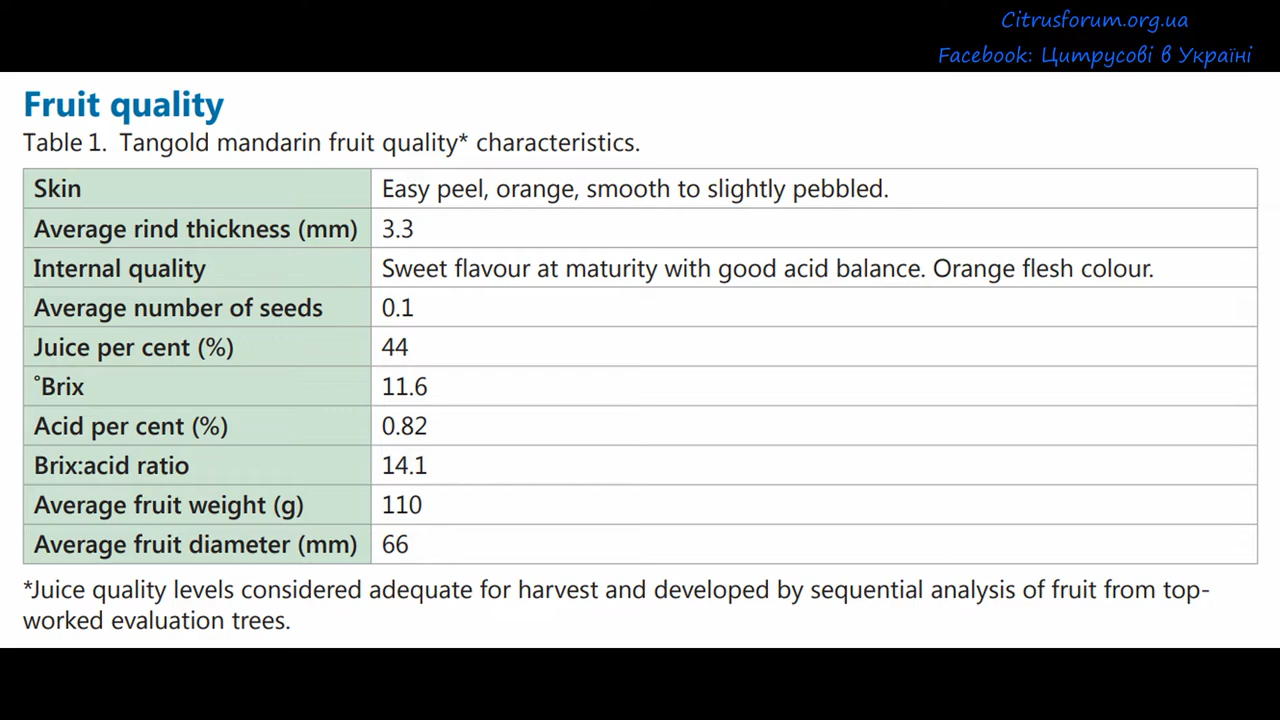 Citrusforum.org.ua
Facebook: Цитрусові в Україні
Fruit quality
Table 1. Tangold mandarin fruit quality* characteristics.
Skin Easy peel, orange, smooth to slightly pebbled.
Average rind thickness (mm) 3.3
Internal quality Sweet flavour at maturity with good acid balance. Orange flesh colour.
Average number of seeds 0.1
Juice per cent (%) 44
°Brix 11.6
Acid per cent (%) 0.82
Brix:acid ratio 14.1
Average fruit weight (g) 110
Average fruit diameter (mm) 66
*Juice quality levels considered adequate for harvest and developed by sequential analysis of fruit from top-
worked evaluation trees.